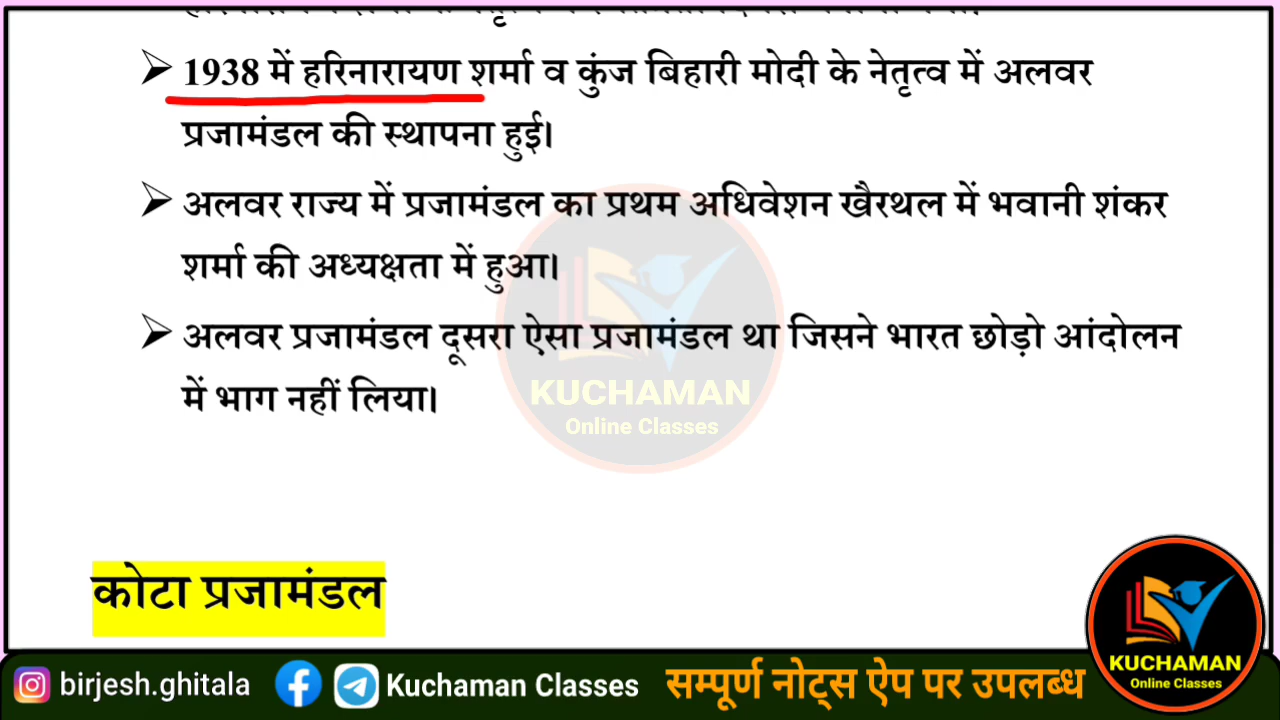 ➢ 1938 में हरिनारायण शर्मा व कुंज बिहारी मोदी के नेतृत्व में अलवर
प्रजामंडल की स्थापना हुई।
➢ अलवर राज्य में प्रजामंडल का प्रथम अधिवेशन खैरथल में भवानी शंकर
शर्मा की अध्यक्षता में हुआ।
➢ अलवर प्रजामंडल दूसरा ऐसा प्रजामंडल था जिसने भारत छोड़ो आंदोलन
में भाग नहीं लिया।
KUCHAMAN
Online Classes
कोटा प्रजामंडल
KUCHAMAN
Online Classes
birjesh.ghitala Kuchaman Classes सम्पूर्ण नोट्स ऐप पर उपलब्ध